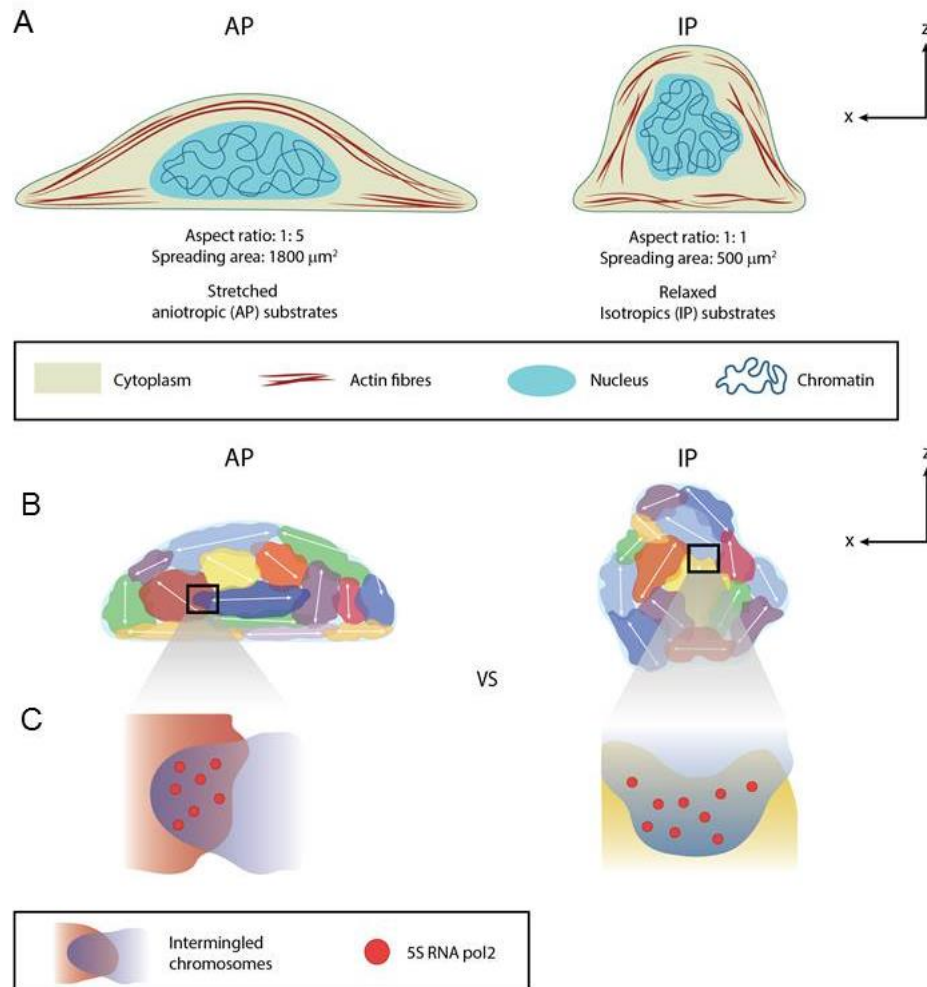 A
AP
IP
z
x
Aspect ratio: 1: 5
Spreading area: 1800 μm²
Stretched
aniotropic (AP) substrates
Aspect ratio: 1: 1
Spreading area: 500 μm²
Relaxed
Isotropics (IP) substrates
Cytoplasm
Actin fibres
Nucleus
Chromatin
AP
IP
z
x
B
VS
C
Intermingled
chromosomes
5S RNA pol2